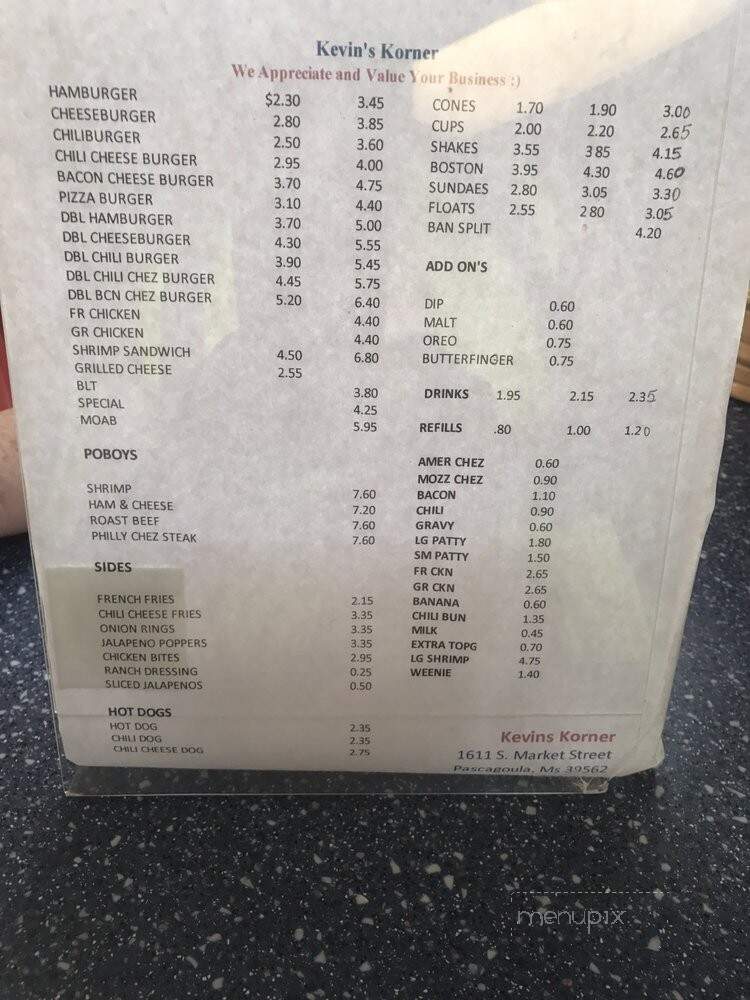 Kevin's Korner
We Appreciate and Value Your Business :)
HAMBURGER $2.30 3.45
CHEESEBURGER 2.80 3.85
CHILIBURGER 2.50 3.60
CHILI CHEESE BURGER 2.95 4.00
BACON CHEESE BURGER 3.70 4.75
PIZZA BURGER 3.10 4.40
DBL HAMBURGER 3.70 5.00
DBL CHEESEBURGER 4.30 5.55
DBL CHILI BURGER 3.90 5.45
DBL CHILI CHEZ BURGER 4.45 5.75
DBL BCN CHEZ BURGER 5.20 6.40
FR CHICKEN 4.40
GR CHICKEN 4.40
SHRIMP SANDWICH 4.50 6.80
GRILLED CHEESE 2.55
BLT 3.80
SPECIAL 4.25
MOAB 5.95
POBOYS
SHRIMP 7.60
HAM & CHEESE 7.20
ROAST BEEF 7.60
PHILLY CHEZ STEAK 7.60
SIDES
FRENCH FRIES 2.15
CHILI CHEESE FRIES 3.35
ONION RINGS 3.35
JALAPENO POPPERS 3.35
CHICKEN BITES 2.95
RANCH DRESSING 0.25
SLICED JALAPENOS 0.50
HOT DOGS
HOT DOG 2.35
CHILI DOG 2.35
CHILI CHEESE DOG 2.75
CONES 1.70 1.90 3.00
CUPS 2.00 2.20 2.65
SHAKES 3.55 3 85 4.15
BOSTON 3.95 4.30 4.60
SUNDAES 2.80 3.05 3.30
FLOATS 2.55 2 80 3.05
BAN SPLIT 4.20
ADD ON'S
DIP 0.60
MALT 0.60
OREO 0.75
BUTTERFINGER 0.75
DRINKS 1.95 2.15 2.35
REFILLS .80 1.00 1.20
AMER CHEZ 0.60
MOZZ CHEZ 0.90
BACON 1.10
CHILI 0.90
GRAVY 0.60
LG PATTY 1.80
SM PATTY 1.50
FR CKN 2.65
GR CKN 2.65
BANANA 0.60
CHILI BUN 1.35
MILK 0.45
EXTRA TOPG 0.70
LG SHRIMP 4.75
WEENIE 1.40
Kevins Korner
1611 S. Market Street
Pascagoula, Ms 39562
menupix